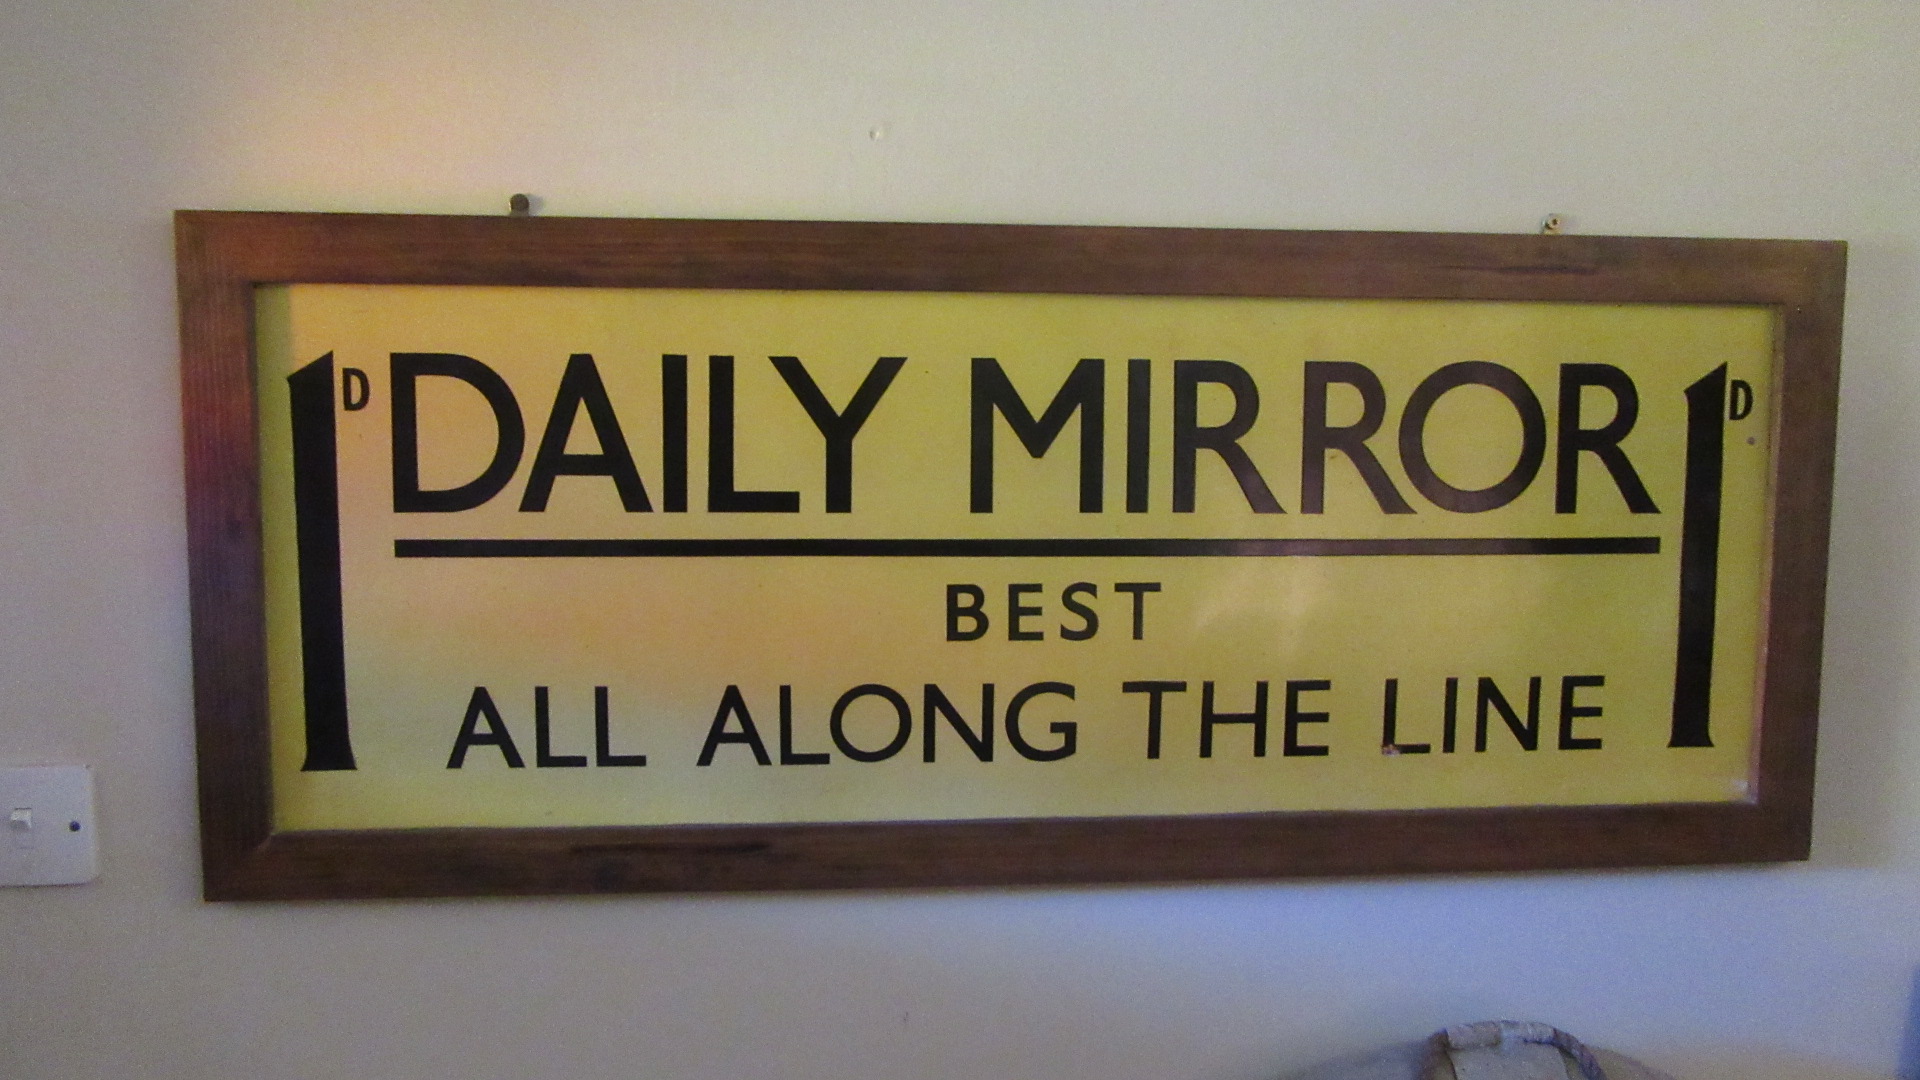 1D DAILY MIRROR 1D
BEST
ALL ALONG THE LINE